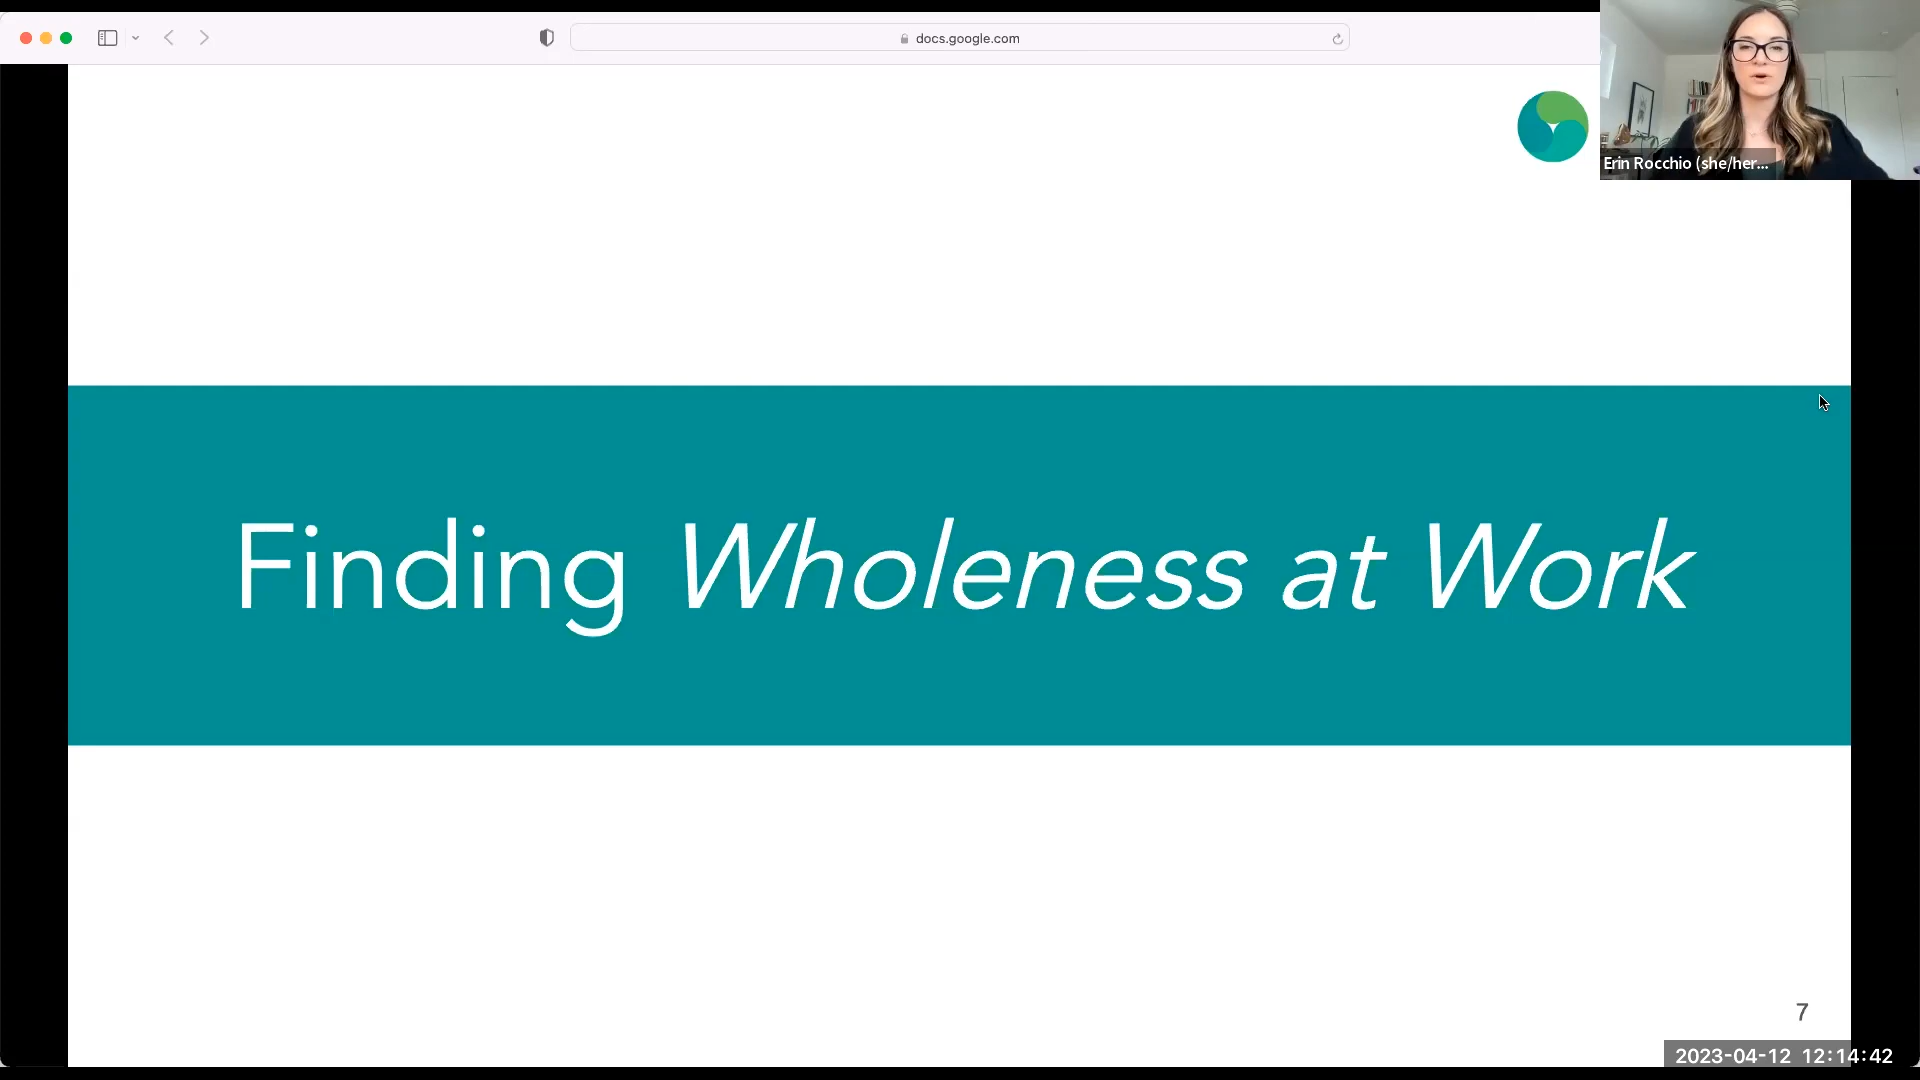 docs.google.com
Erin Rocchio (she/her...
Finding Wholeness at Work
7
2023-04-12 12:14:42